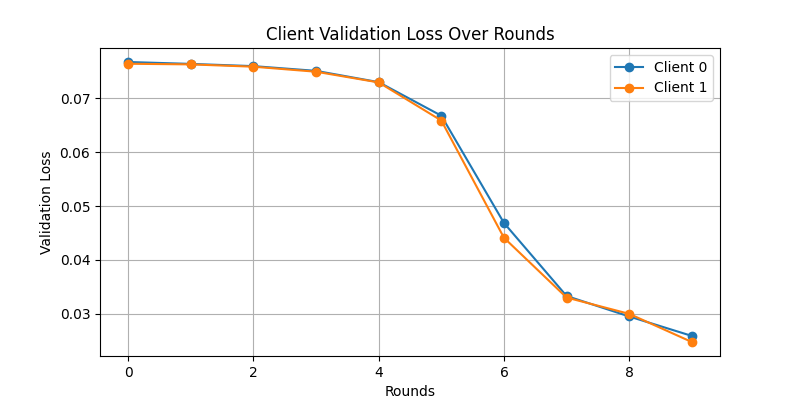 Client Validation Loss Over Rounds
Client 0
Client 1
Validation Loss
0.07
0.06
0.05
0.04
0.03
0 2 4 6 8
Rounds